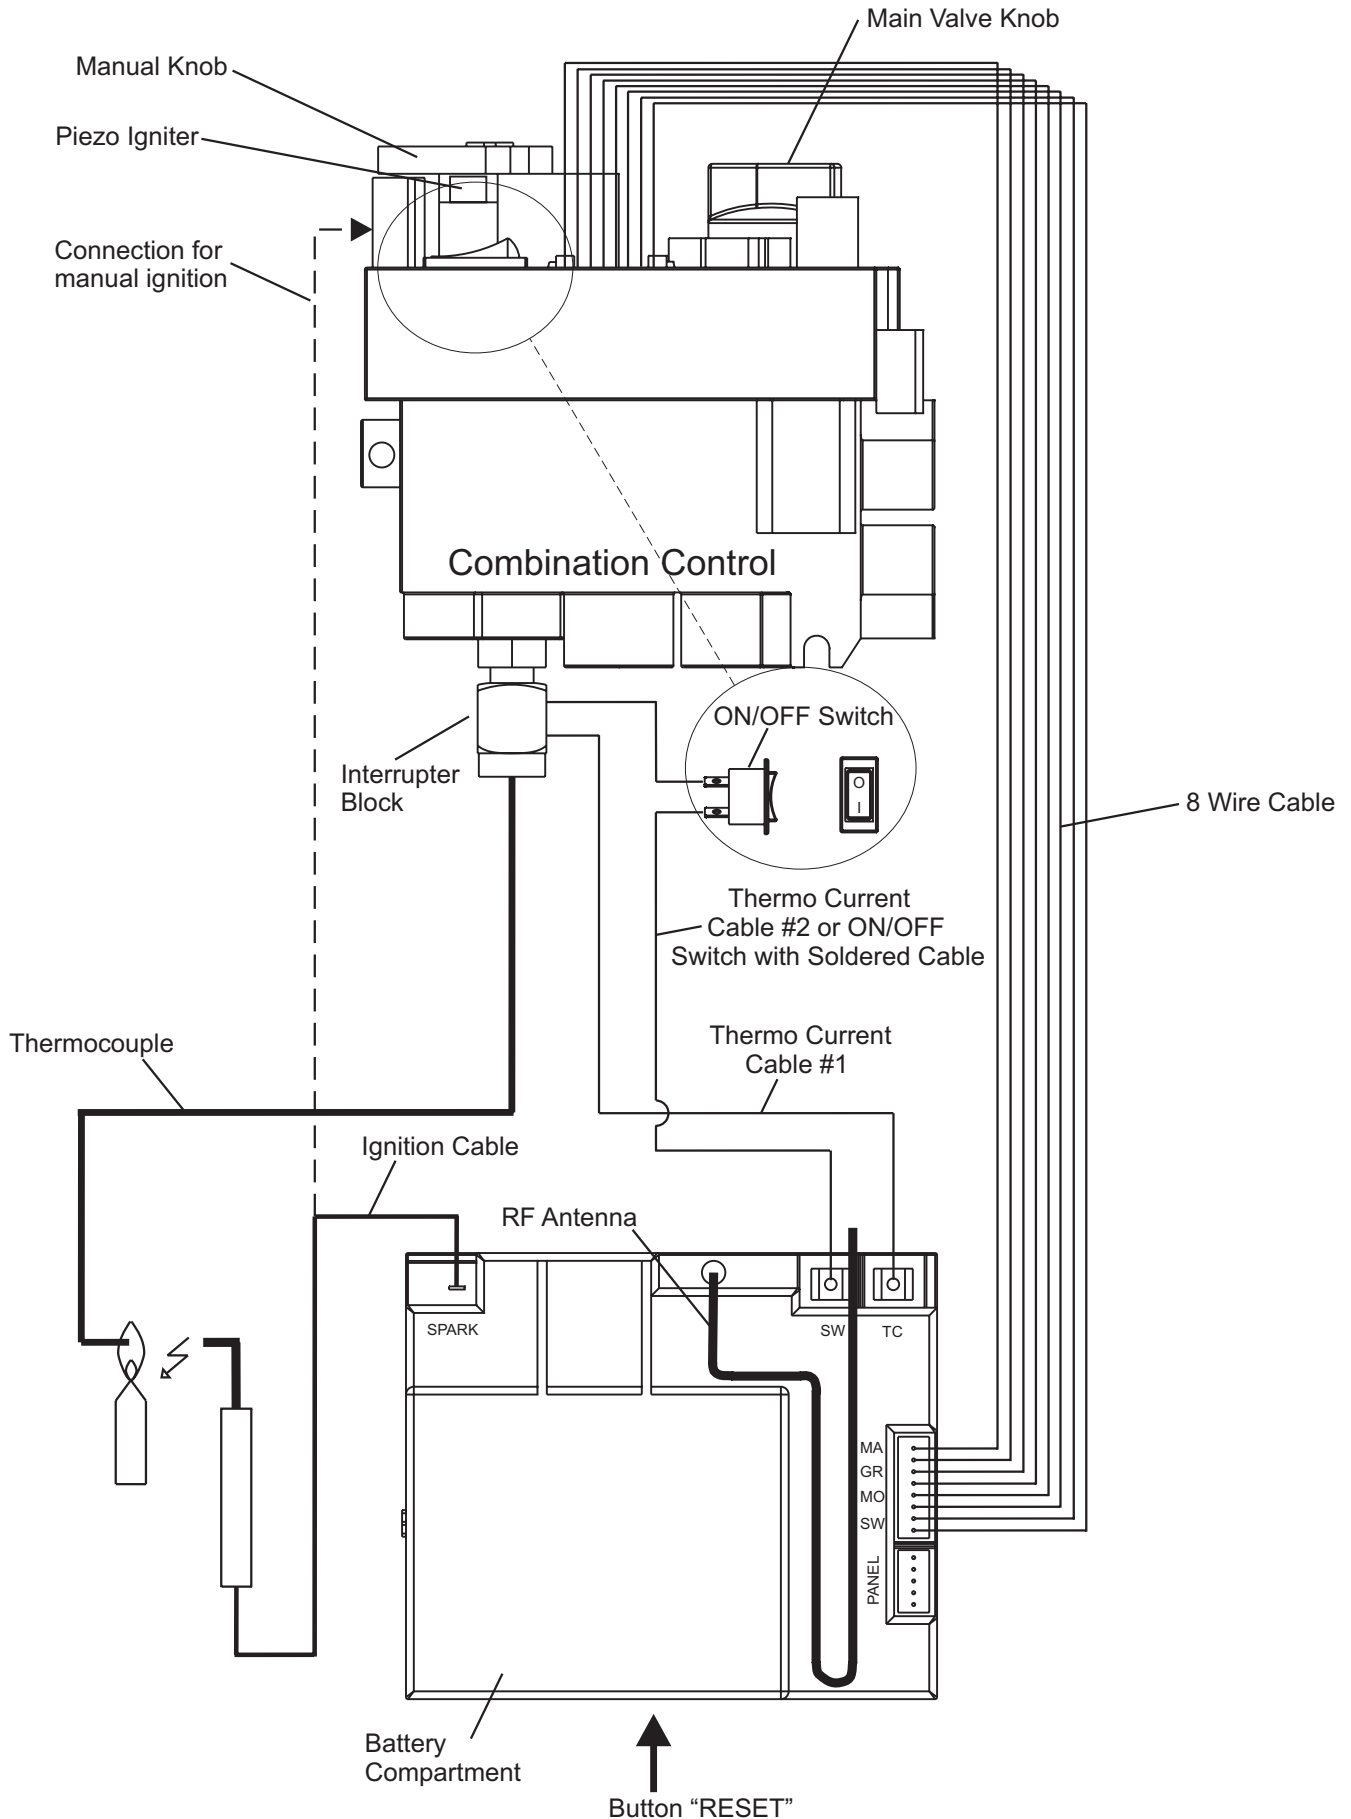 Main Valve Knob
Manual Knob
Piezo Igniter
Connection for
manual ignition
Combination Control
ON/OFF Switch
Interrupter
Block
8 Wire Cable
Thermo Current
Cable #2 or ON/OFF
Switch with Soldered Cable
Thermocouple
Thermo Current
Cable #1
Ignition Cable
RF Antenna
SPARK
SW
TC
MA
GR
MO
SW
PANEL
Battery
Compartment
Button “RESET”